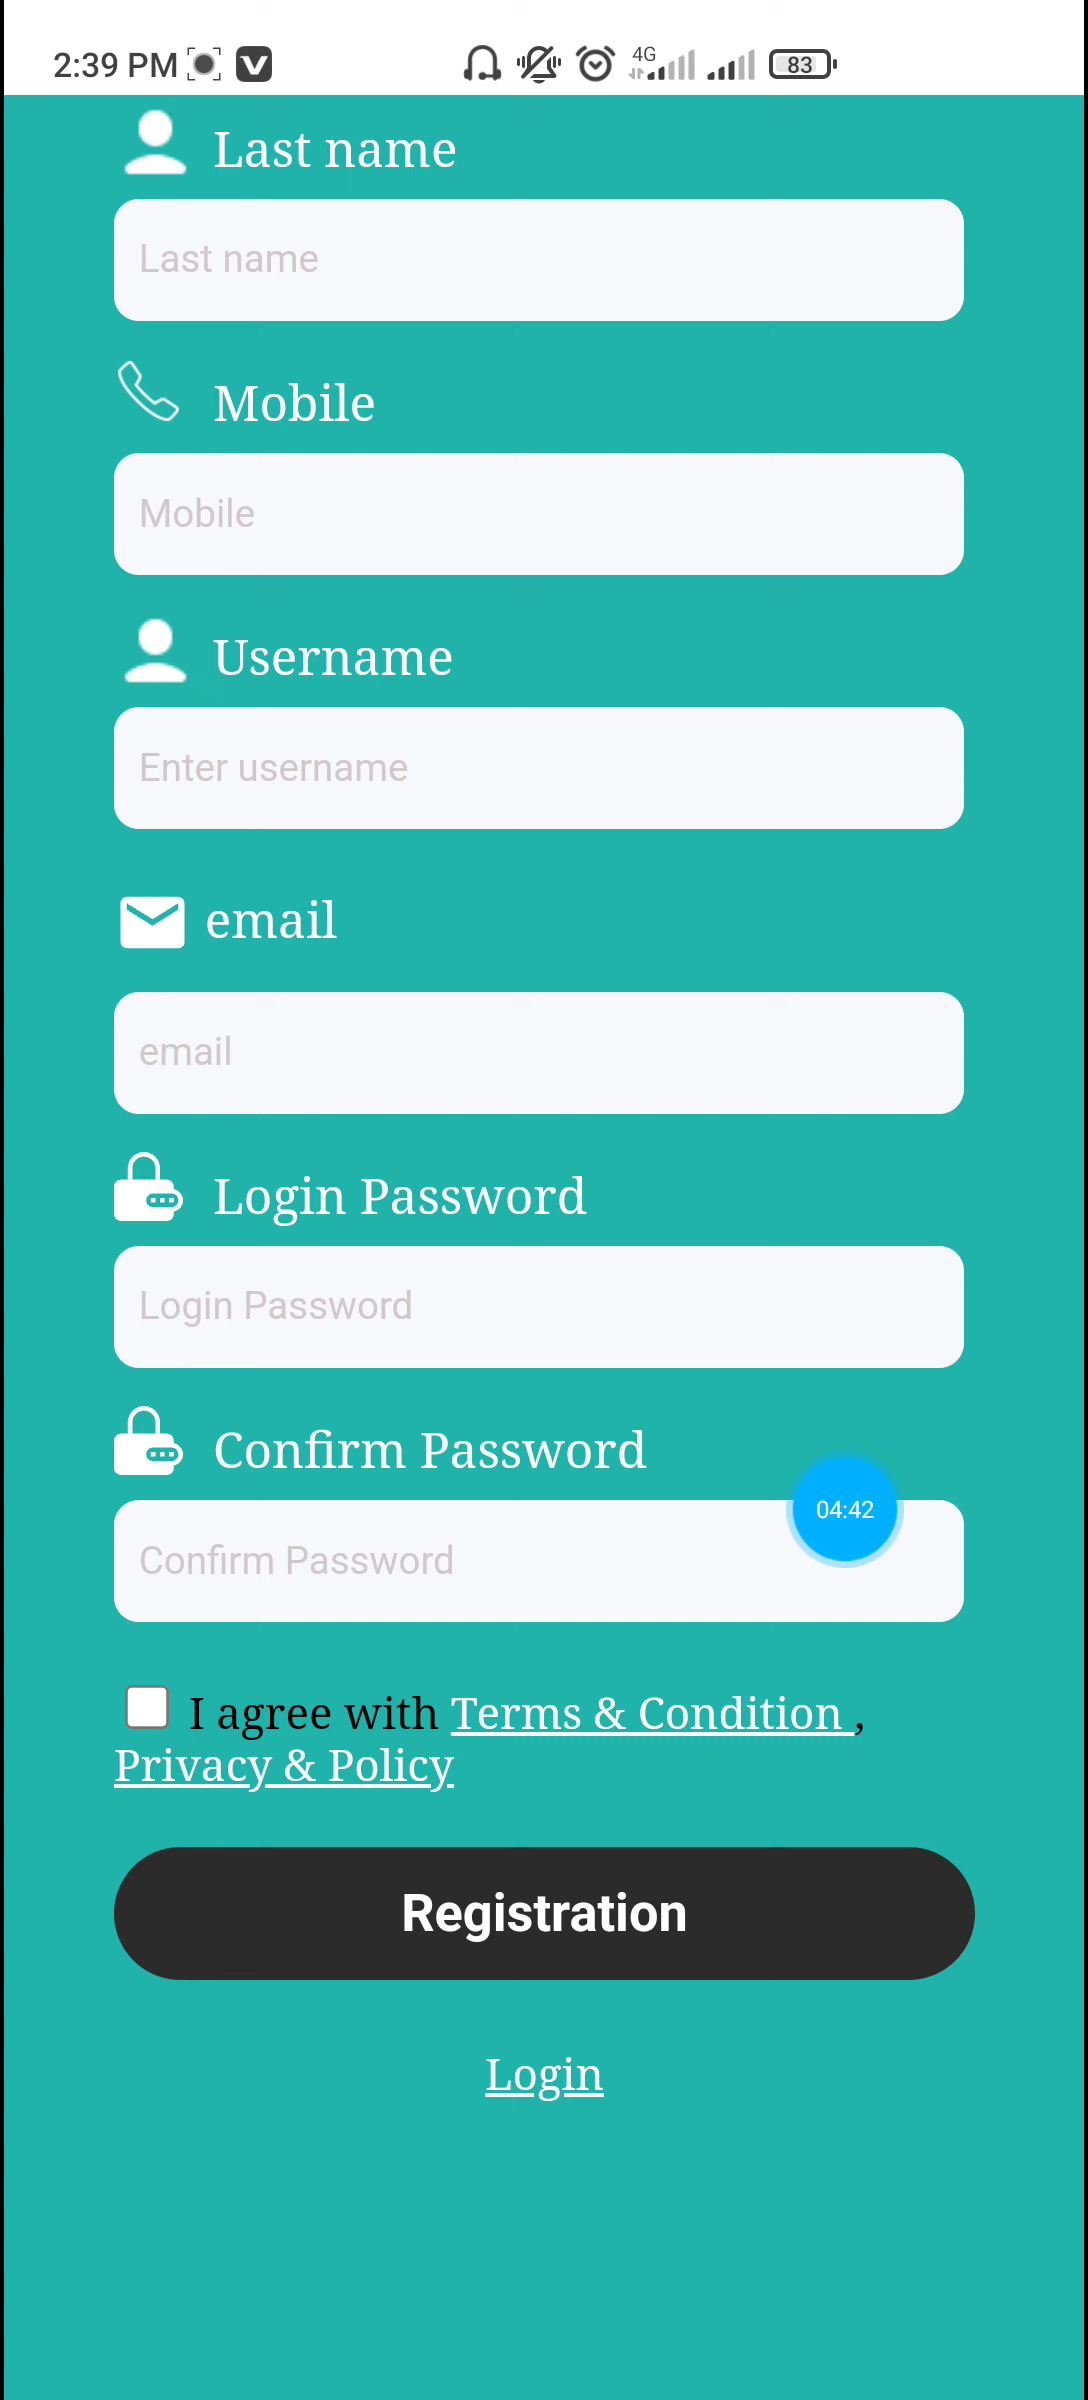 2:39 PM 4G 83
Last name
Last name
Mobile
Mobile
Username
Enter username
email
email
Login Password
Login Password
Confirm Password
04:42
Confirm Password
I agree with Terms & Condition ,
Privacy & Policy
Registration
Login